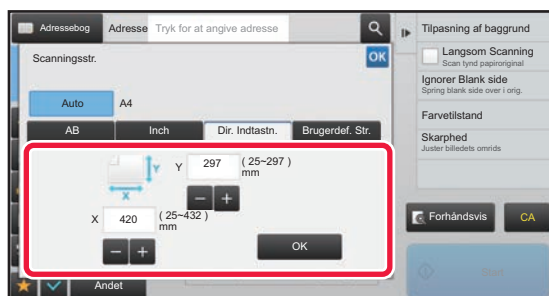 Adressebog
Adresse
Tryk for at angive adresse
Scanningsstr.
OK
Auto
A4
AB
Inch
Dir. Indtastn.
Brugerdef. Str.
Y
X
Y
297
(25~297)
mm
X
420
(25~432)
mm
OK
Andet
Tilpasning af baggrund
Langsom Scanning
Scan tynd papiroriginal
Ignorer Blank side
Spring blank side over i orig.
Farvetilstand
Skarphed
Juster billedets omrids
Forhåndsvis
CA
Start